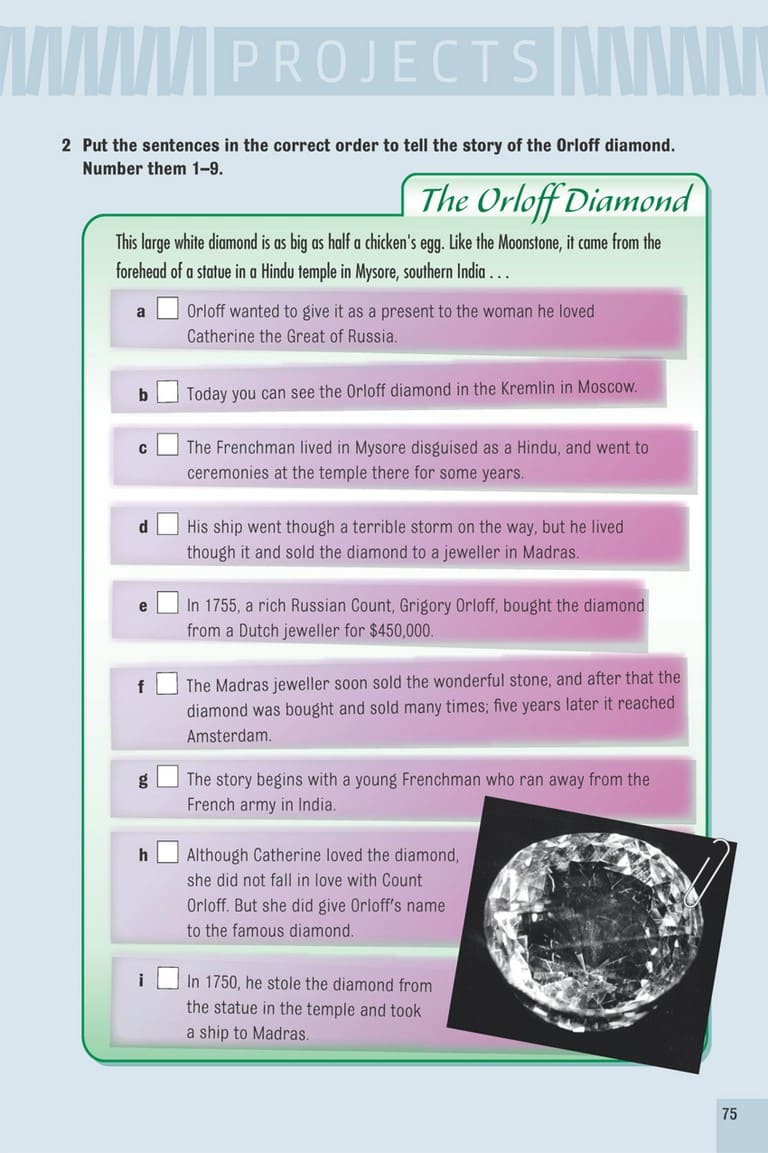 PROJECTS
2 Put the sentences in the correct order to tell the story of the Orloff diamond.
Number them 1–9.
The Orloff Diamond
This large white diamond is as big as half a chicken's egg. Like the Moonstone, it came from the
forehead of a statue in a Hindu temple in Mysore, southern India . . .
a Orloff wanted to give it as a present to the woman he loved
Catherine the Great of Russia.
b Today you can see the Orloff diamond in the Kremlin in Moscow.
c The Frenchman lived in Mysore disguised as a Hindu, and went to
ceremonies at the temple there for some years.
d His ship went though a terrible storm on the way, but he lived
though it and sold the diamond to a jeweller in Madras.
e In 1755, a rich Russian Count, Grigory Orloff, bought the diamond
from a Dutch jeweller for $450,000.
f The Madras jeweller soon sold the wonderful stone, and after that the
diamond was bought and sold many times; five years later it reached
Amsterdam.
g The story begins with a young Frenchman who ran away from the
French army in India.
h Although Catherine loved the diamond,
she did not fall in love with Count
Orloff. But she did give Orloff's name
to the famous diamond.
i In 1750, he stole the diamond from
the statue in the temple and took
a ship to Madras.
75